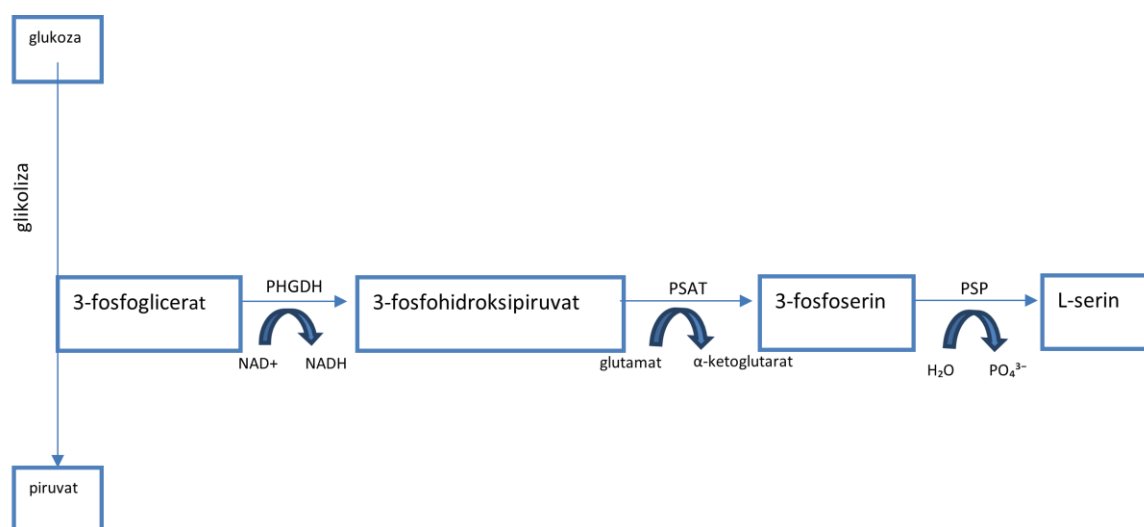 glukoza
glikoliza
3-fosfoglicerat
PHGDH
NAD+
NADH
3-fosfohidroksipiruvat
PSAT
glutamat
α-ketoglutarat
3-fosfoserin
PSP
H₂O
PO₄³⁻
L-serin
piruvat